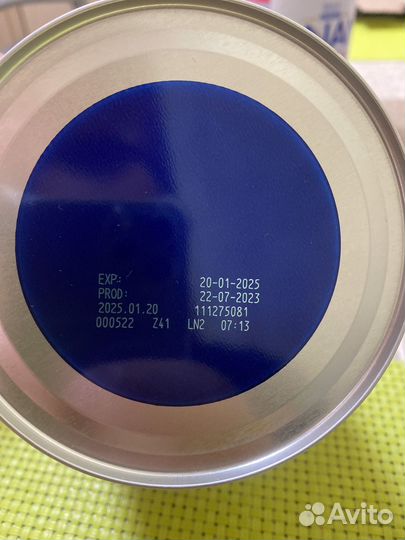 EXP: 20-01-2025
PROD: 22-07-2023
2025.01.20 111275081
000522 Z41 LN2 07:13
Avito